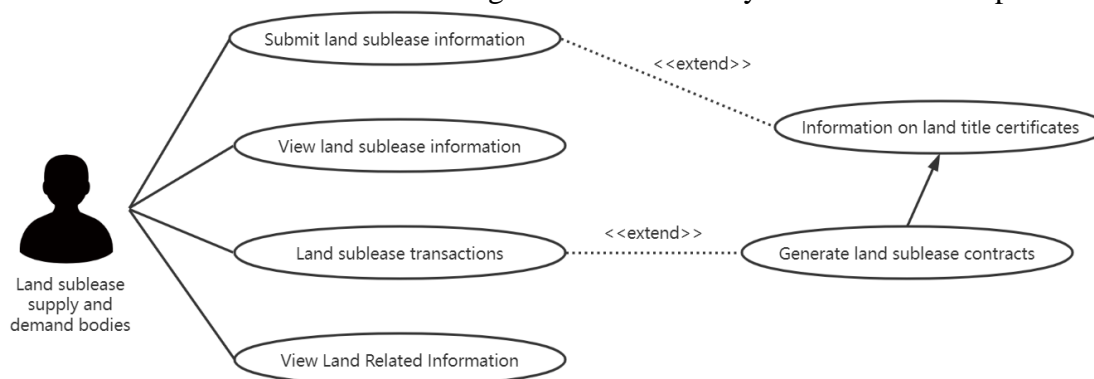 Submit land sublease information
<<extend>>
Information on land title certificates
View land sublease information
<<extend>>
Land sublease transactions
Generate land sublease contracts
Land sublease
supply and
demand bodies
View Land Related Information